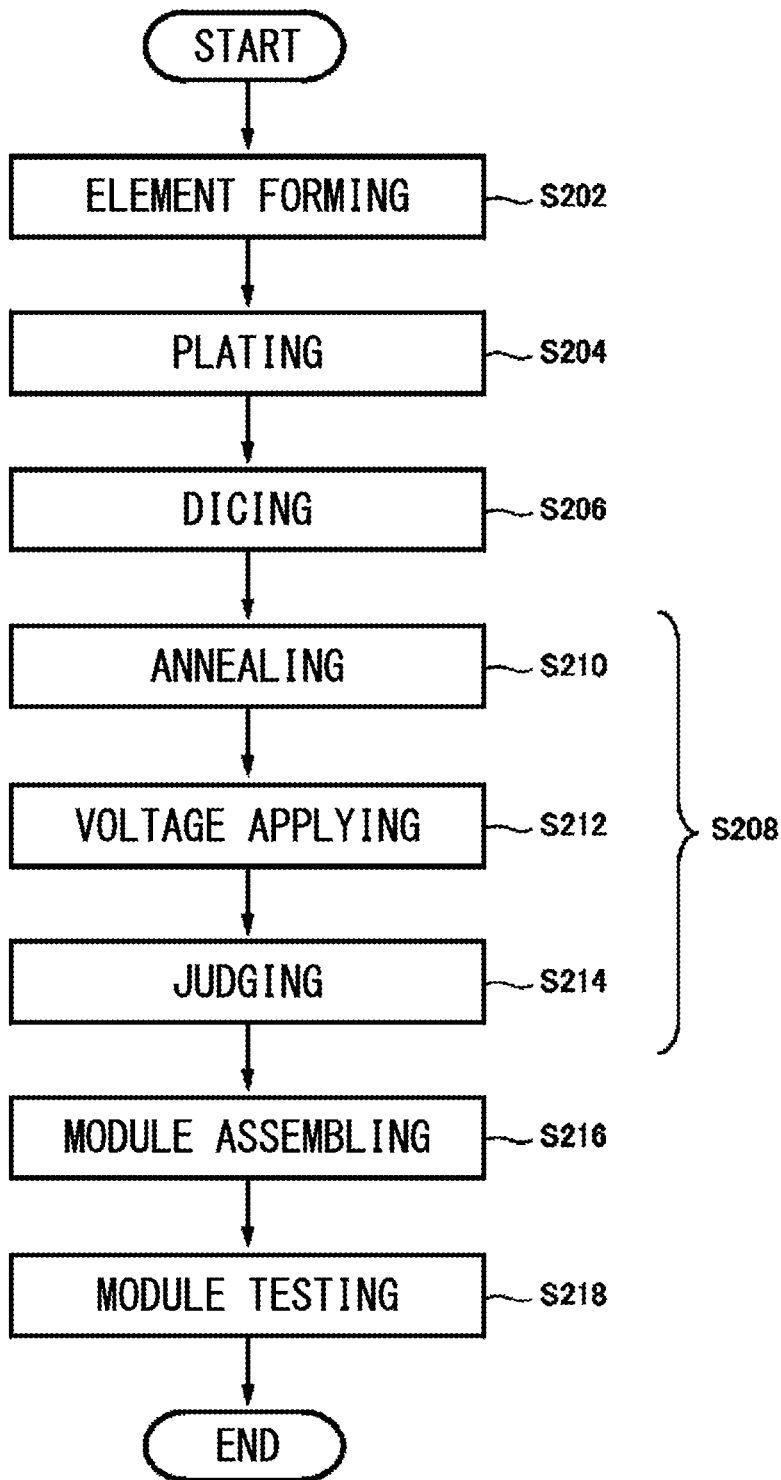 START
ELEMENT FORMING S202
PLATING S204
DICING S206
ANNEALING S210
VOLTAGE APPLYING S212
S208
JUDGING S214
MODULE ASSEMBLING S216
MODULE TESTING S218
END